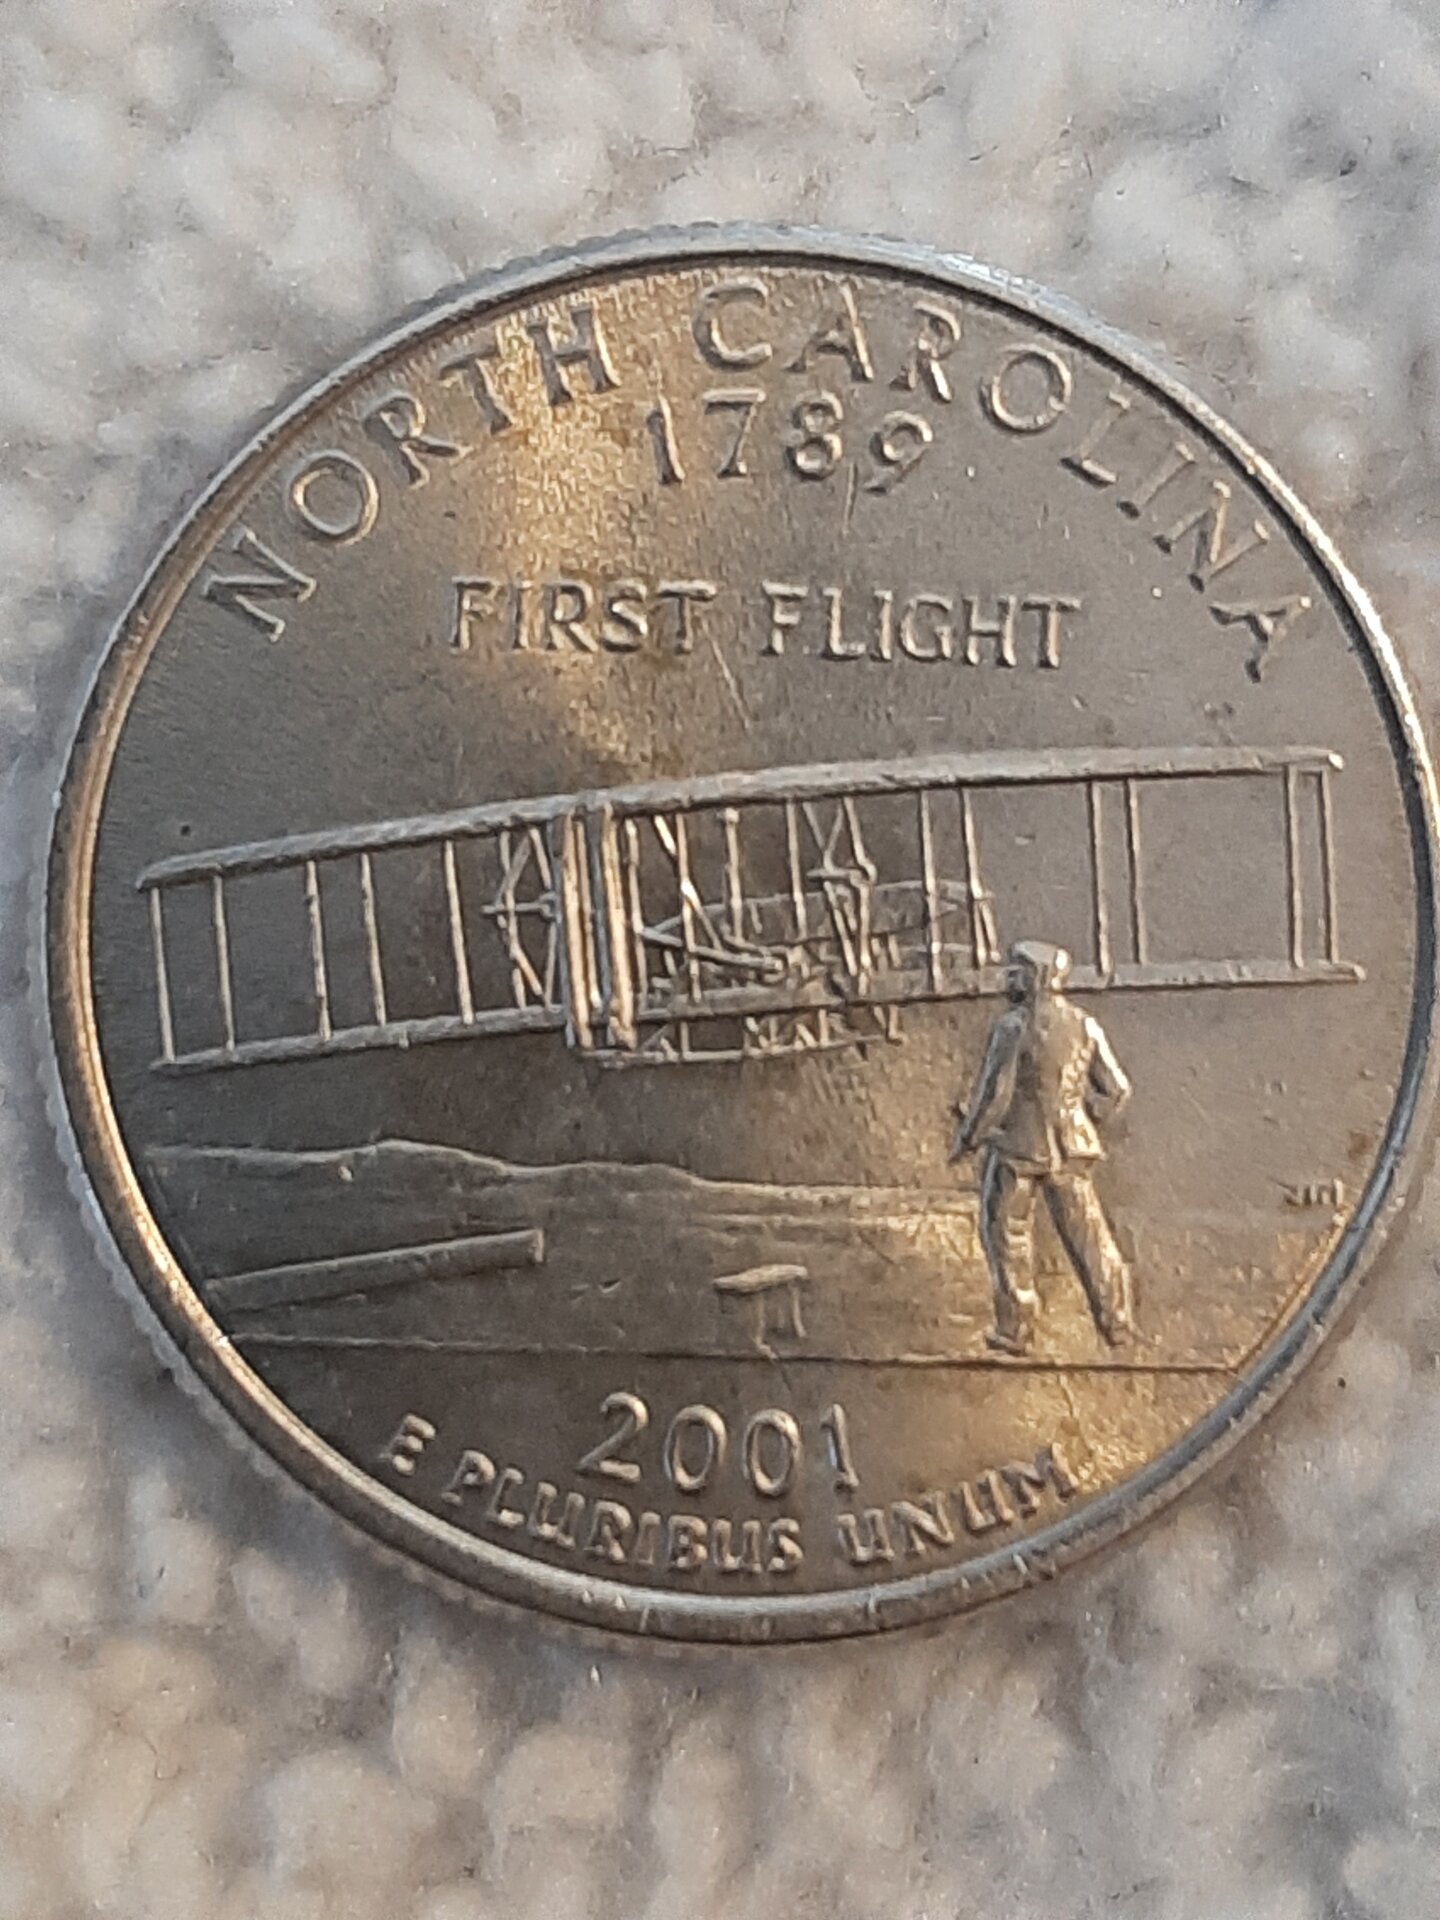 NORTH CAROLINA
1789
FIRST FLIGHT
2001
E PLURIBUS UNUM